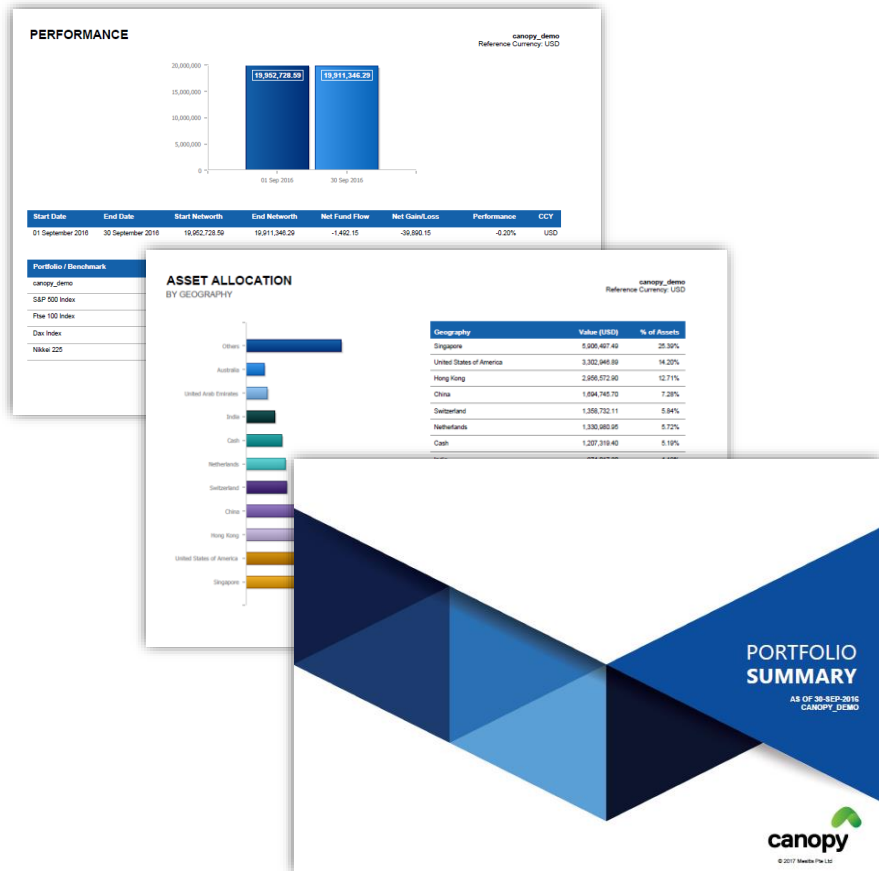 PERFORMANCE
canopy_demo
Reference Currency: USD
20,000,000
15,000,000
10,000,000
5,000,000
0
19,952,728.59 19,911,346.29
01 Sep 2016 30 Sep 2016
Start Date End Date Start Networth End Networth Net Fund Flow Net Gain/Loss Performance CCY
01 September 2016 30 September 2016 19,952,728.59 19,911,346.29 -1,492.15 -39,890.15 -0.20% USD
Portfolio / Benchmark
canopy_demo
S&P 500 Index
Ftse 100 Index
Dax Index
Nikkei 225
ASSET ALLOCATION
BY GEOGRAPHY
canopy_demo
Reference Currency: USD
Others
Australia
United Arab Emirates
India
Cash
Netherlands
Switzerland
China
Hong Kong
United States of America
Singapore
Geography Value (USD) % of Assets
Singapore 5,906,497.49 25.39%
United States of America 3,302,946.89 14.20%
Hong Kong 2,956,572.90 12.71%
China 1,694,745.70 7.28%
Switzerland 1,358,732.11 5.84%
Netherlands 1,330,980.95 5.72%
Cash 1,207,319.40 5.19%
PORTFOLIO
SUMMARY
AS OF 30-SEP-2016
CANOPY_DEMO
canopy
© 2017 Mesitis Pte Ltd